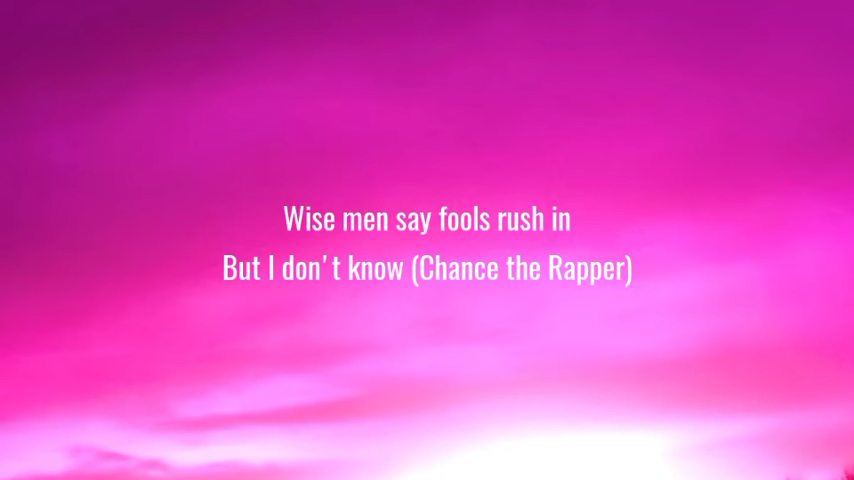 Wise men say fools rush in
But I don't know (Chance the Rapper)